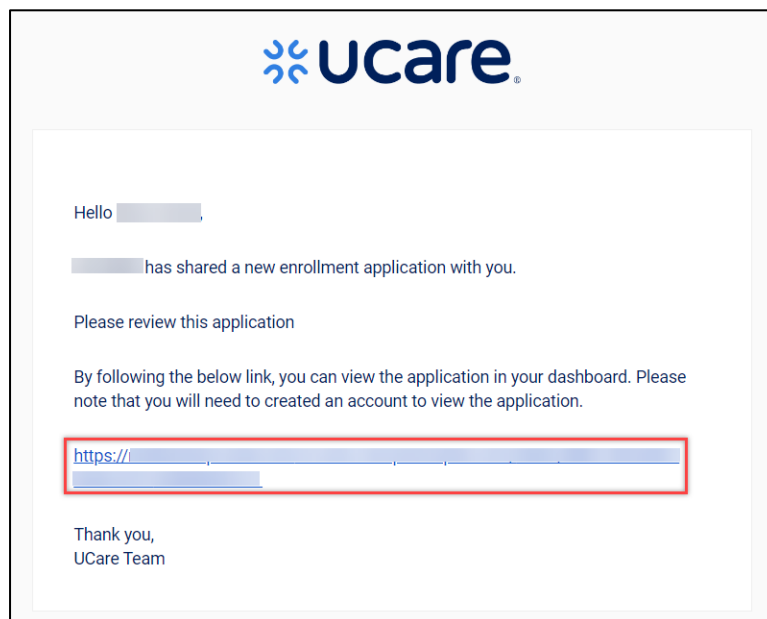 ucare®
Hello ,
has shared a new enrollment application with you.
Please review this application
By following the below link, you can view the application in your dashboard. Please
note that you will need to created an account to view the application.
https://
Thank you,
UCare Team